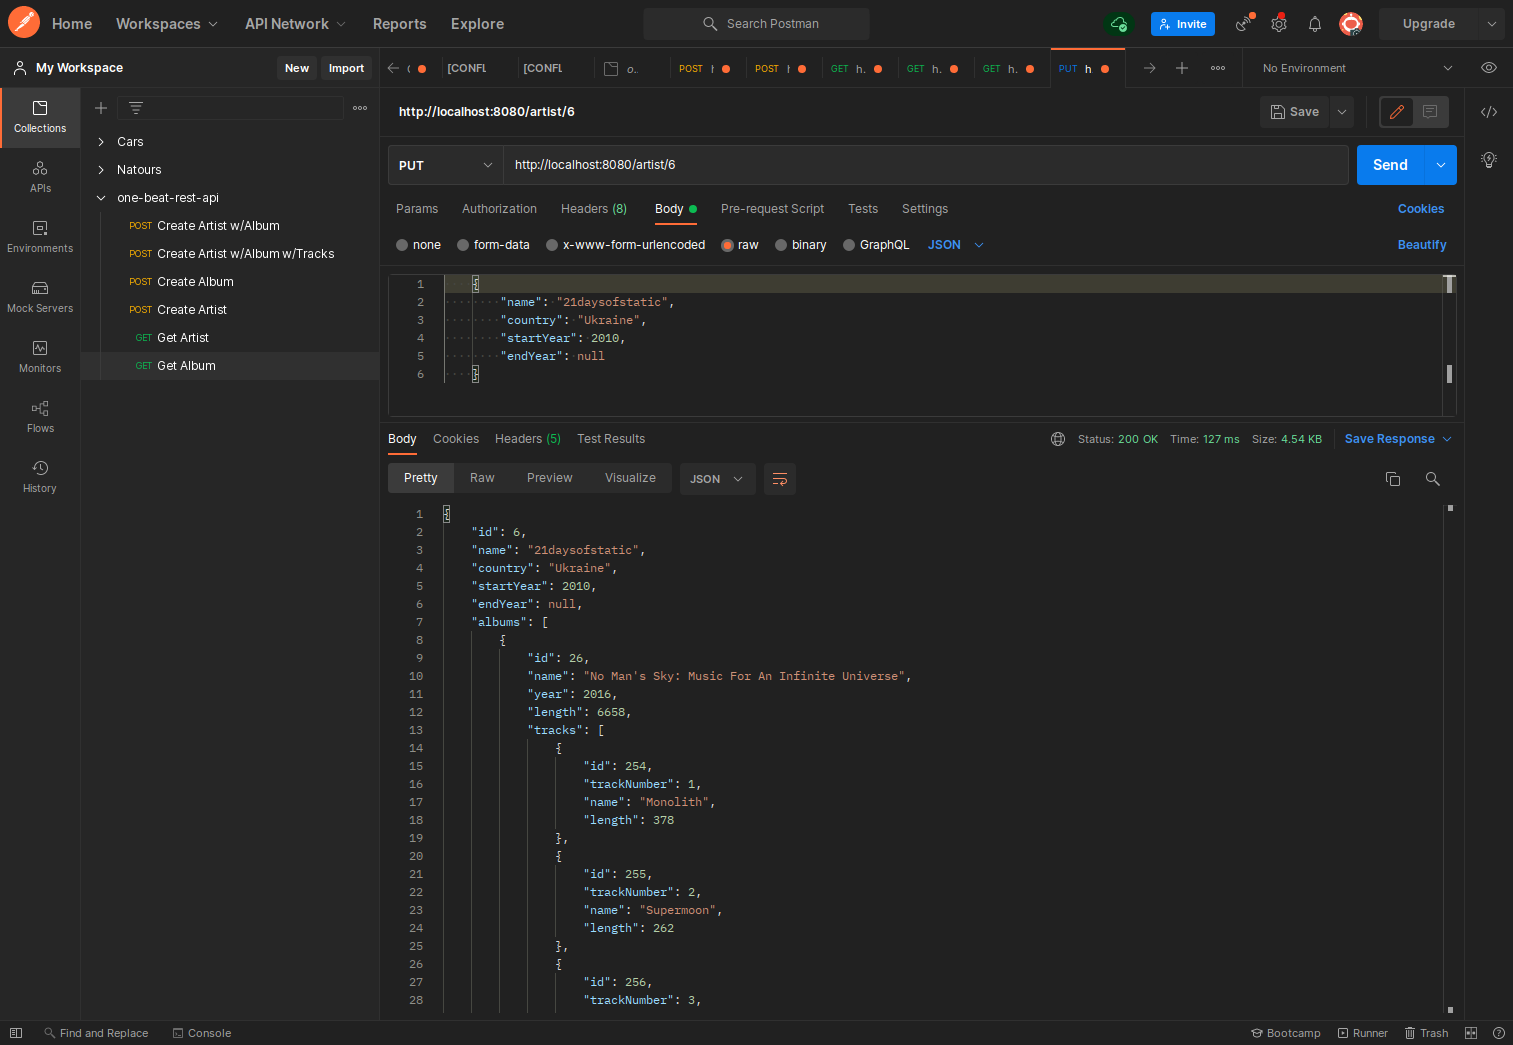 Home Workspaces API Network Reports Explore Search Postman Invite Upgrade
My Workspace New Import
[CONFL [CONFL o.. POST POST GET h. GET h. GET h. PUT h. No Environment
Collections
APIs
Environments
Mock Servers
Monitors
Flows
History
Cars
Natours
one-beat-rest-api
POST Create Artist w/Album
POST Create Artist w/Album w/Tracks
POST Create Album
POST Create Artist
GET Get Artist
GET Get Album
http://localhost:8080/artist/6 Save
PUT http://localhost:8080/artist/6 Send
Params Authorization Headers (8) Body Pre-request Script Tests Settings Cookies
none form-data x-www-form-urlencoded raw binary GraphQL JSON Beautify
1 {
2 "name": "21daysofstatic",
3 "country": "Ukraine",
4 "startYear": 2010,
5 "endYear": null
6 }
Body Cookies Headers (5) Test Results Status: 200 OK Time: 127 ms Size: 4.54 KB Save Response
Pretty Raw Preview Visualize JSON
1 {
2 "id": 6,
3 "name": "21daysofstatic",
4 "country": "Ukraine",
5 "startYear": 2010,
6 "endYear": null,
7 "albums": [
8 {
9 "id": 26,
10 "name": "No Man's Sky: Music For An Infinite Universe",
11 "year": 2016,
12 "length": 6658,
13 "tracks": [
14 {
15 "id": 254,
16 "trackNumber": 1,
17 "name": "Monolith",
18 "length": 378
19 },
20 {
21 "id": 255,
22 "trackNumber": 2,
23 "name": "Supermoon",
24 "length": 262
25 },
26 {
27 "id": 256,
28 "trackNumber": 3,
Find and Replace Console Bootcamp Runner Trash